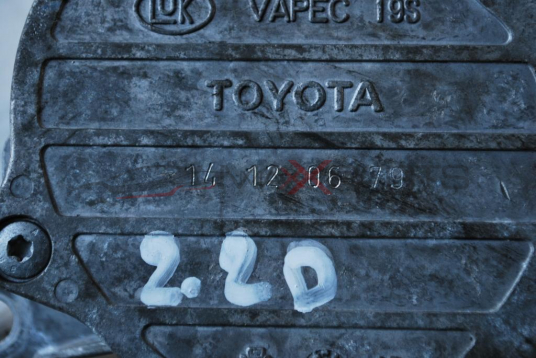 LUK VAPEC 19S
TOYOTA
14 12 06 79
2.2D